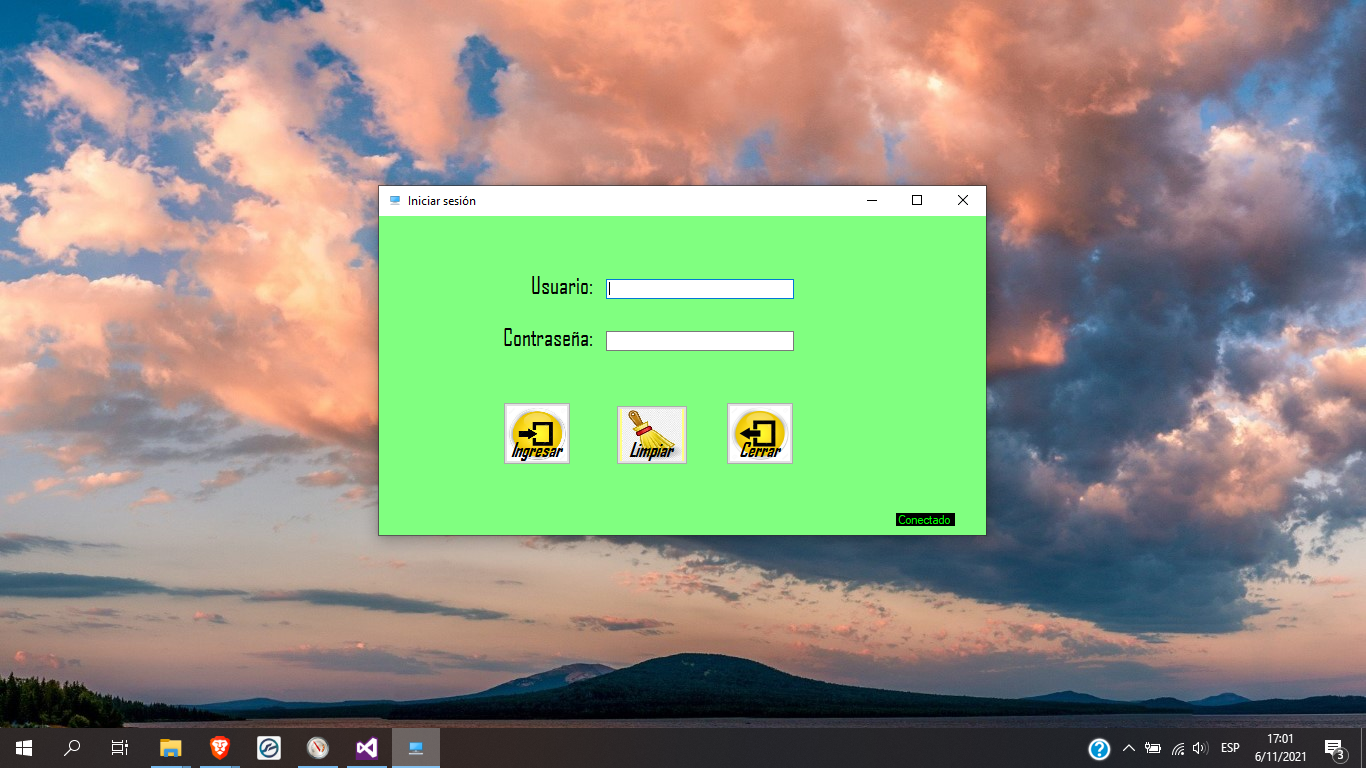 Iniciar sesión
Usuario:
Contraseña:
Ingresar
Limpiar
Cerrar
Conectado
ESP
17:01
6/11/2021
3